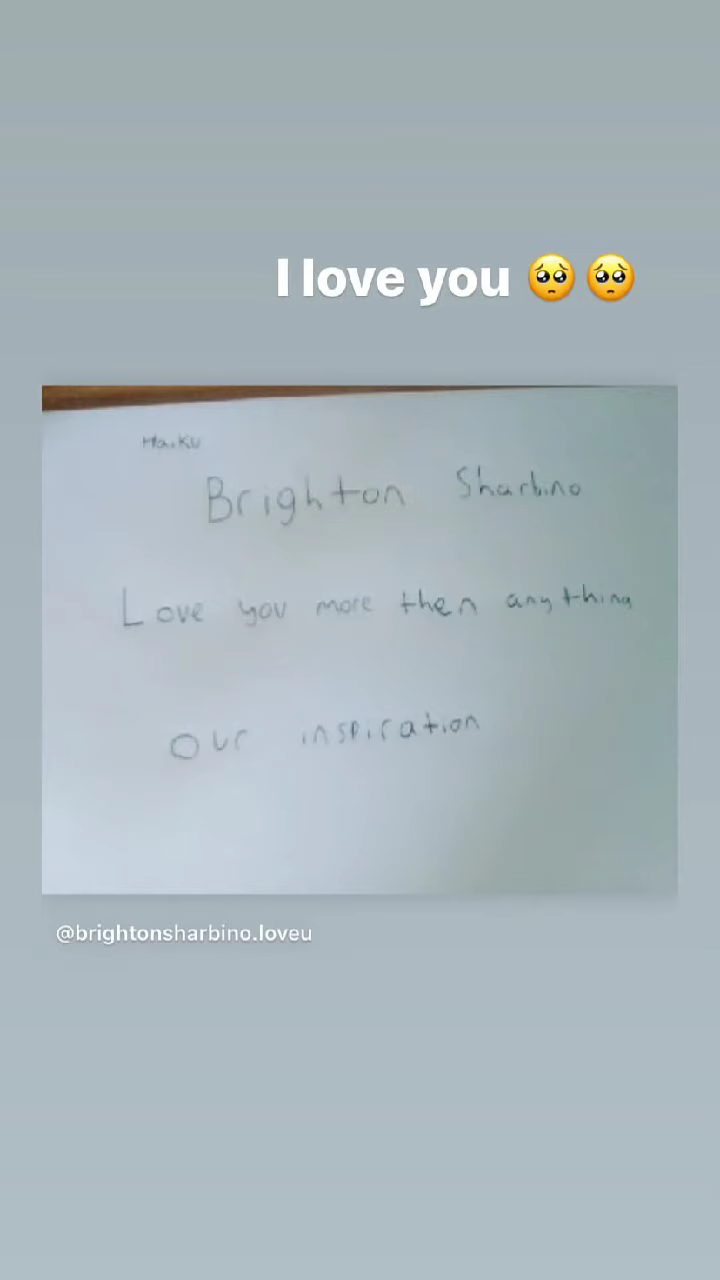 I love you 🥺🥺
Haiku
Brighton Sharbino
Love you more then anything
our inspiration
@brightonsharbino.loveu